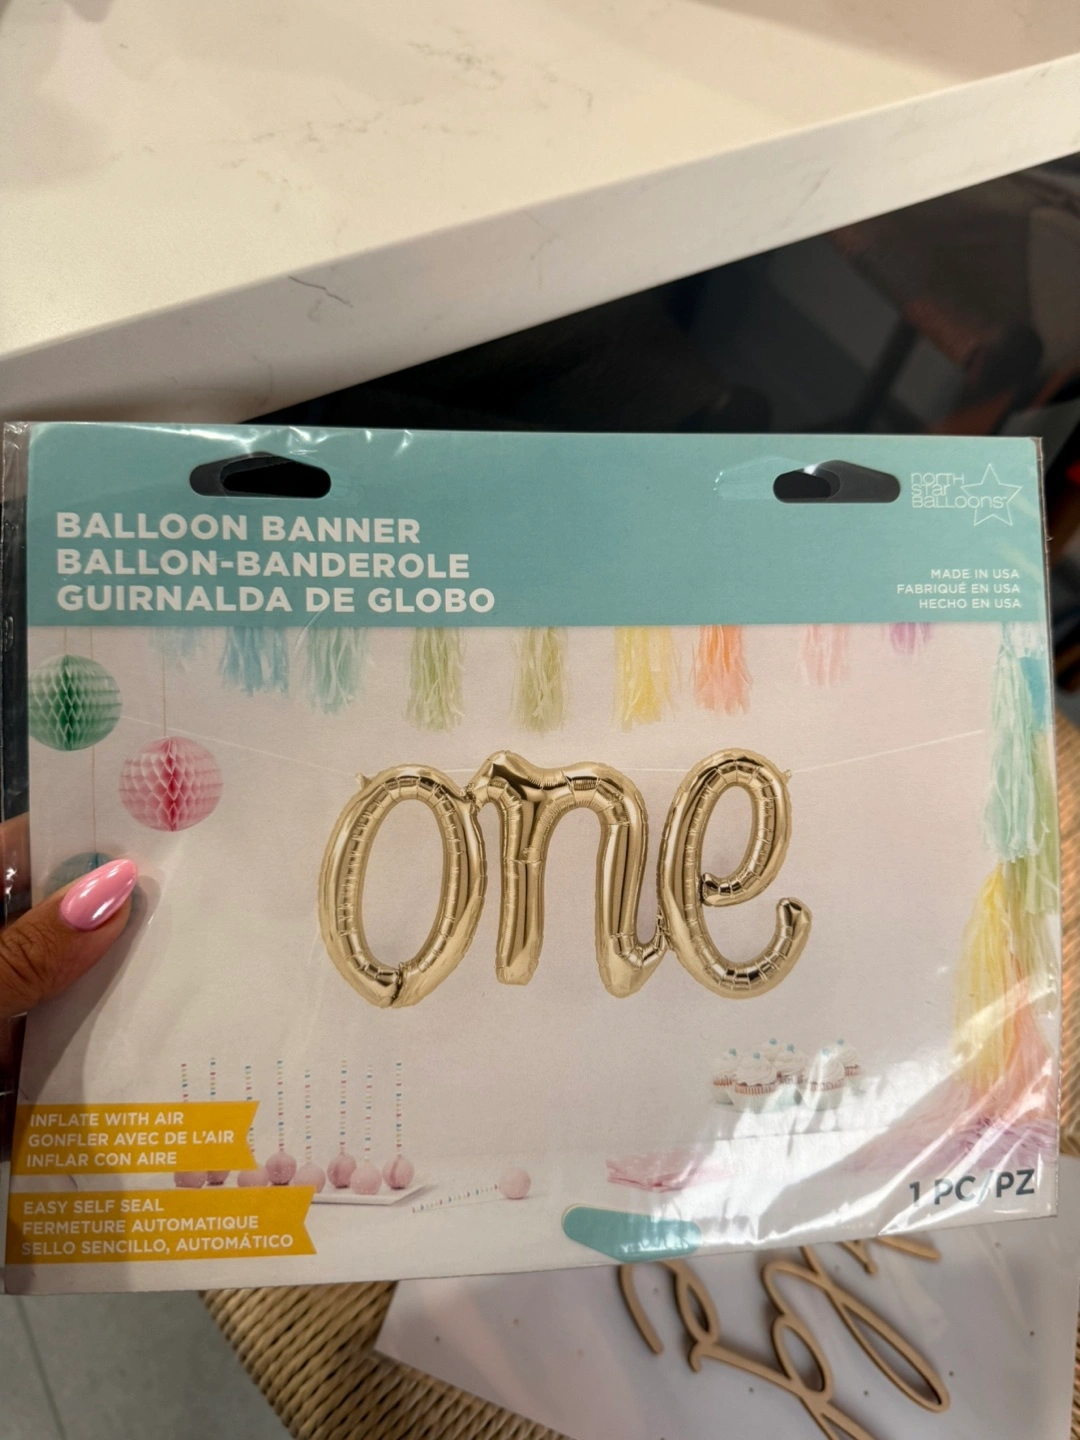 BALLOON BANNER
BALLON-BANDEROLE
GUIRNALDA DE GLOBO
north
star
balloons
MADE IN USA
FABRIQUÉ EN USA
HECHO EN USA
one
INFLATE WITH AIR
GONFLER AVEC DE L'AIR
INFLAR CON AIRE
EASY SELF SEAL
FERMETURE AUTOMATIQUE
SELLO SENCILLO, AUTOMÁTICO
1 PC/PZ